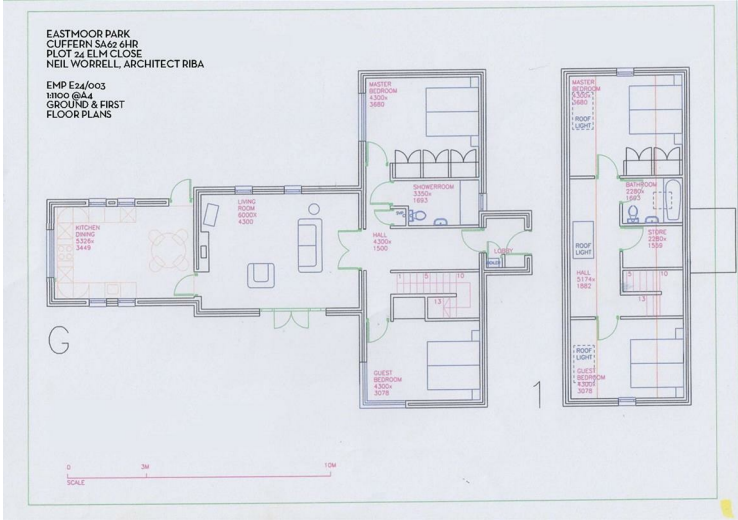 EASTMOOR PARK
CUFFERN SA62 6HR
PLOT 24 ELM CLOSE
NEIL WORRELL, ARCHITECT RIBA
EMP E24/003
1:1100 @A4
GROUND & FIRST
FLOOR PLANS
MASTER
BEDROOM
4300x
3680
SHOWERROOM
3350x
1693
LIVING
ROOM
6000X
4300
KITCHEN
DINING
5326x
3449
HALL
4300x
1500
LOBBY
1
5
10
13
GUEST
BEDROOM
4300x
3078
G
MASTER
BEDROOM
4300x
3680
ROOF
LIGHT
BATHROOM
2280x
1693
STORE
2280x
1558
ROOF
LIGHT
HALL
5174x
1882
5
10
13
ROOF
LIGHT
GUEST
BEDROOM
4300x
3078
1
0
3M
10M
SCALE